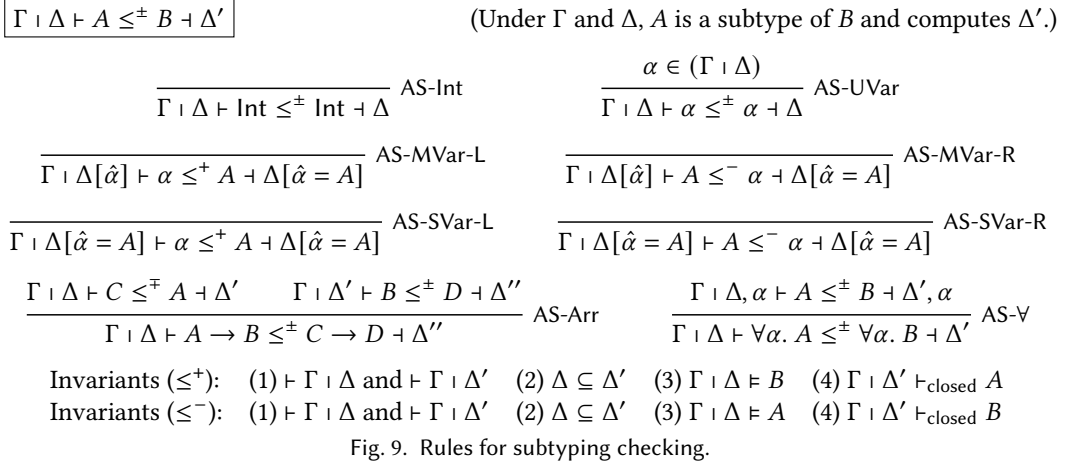 Γ ı Δ ⊢ A ≤± B ⊣ Δ′ (Under Γ and Δ, A is a subtype of B and computes Δ′.)
Γ ı Δ ⊢ Int ≤± Int ⊣ Δ AS-Int
α ∈ (Γ ı Δ)
Γ ı Δ ⊢ α ≤± α ⊣ Δ AS-UVar
Γ ı Δ[α̂] ⊢ α ≤⁺ A ⊣ Δ[α̂ = A] AS-MVar-L
Γ ı Δ[α̂] ⊢ A ≤⁻ α ⊣ Δ[α̂ = A] AS-MVar-R
Γ ı Δ[α̂ = A] ⊢ α ≤⁺ A ⊣ Δ[α̂ = A] AS-SVar-L
Γ ı Δ[α̂ = A] ⊢ A ≤⁻ α ⊣ Δ[α̂ = A] AS-SVar-R
Γ ı Δ ⊢ C ≤∓ A ⊣ Δ′ Γ ı Δ′ ⊢ B ≤± D ⊣ Δ′′
Γ ı Δ ⊢ A → B ≤± C → D ⊣ Δ′′ AS-Arr
Γ ı Δ, α ⊢ A ≤± B ⊣ Δ′, α
Γ ı Δ ⊢ ∀α. A ≤± ∀α. B ⊣ Δ′ AS-∀
Invariants (≤⁺): (1) ⊢ Γ ı Δ and ⊢ Γ ı Δ′ (2) Δ ⊆ Δ′ (3) Γ ı Δ ⊨ B (4) Γ ı Δ′ ⊢closed A
Invariants (≤⁻): (1) ⊢ Γ ı Δ and ⊢ Γ ı Δ′ (2) Δ ⊆ Δ′ (3) Γ ı Δ ⊨ A (4) Γ ı Δ′ ⊢closed B
Fig. 9. Rules for subtyping checking.